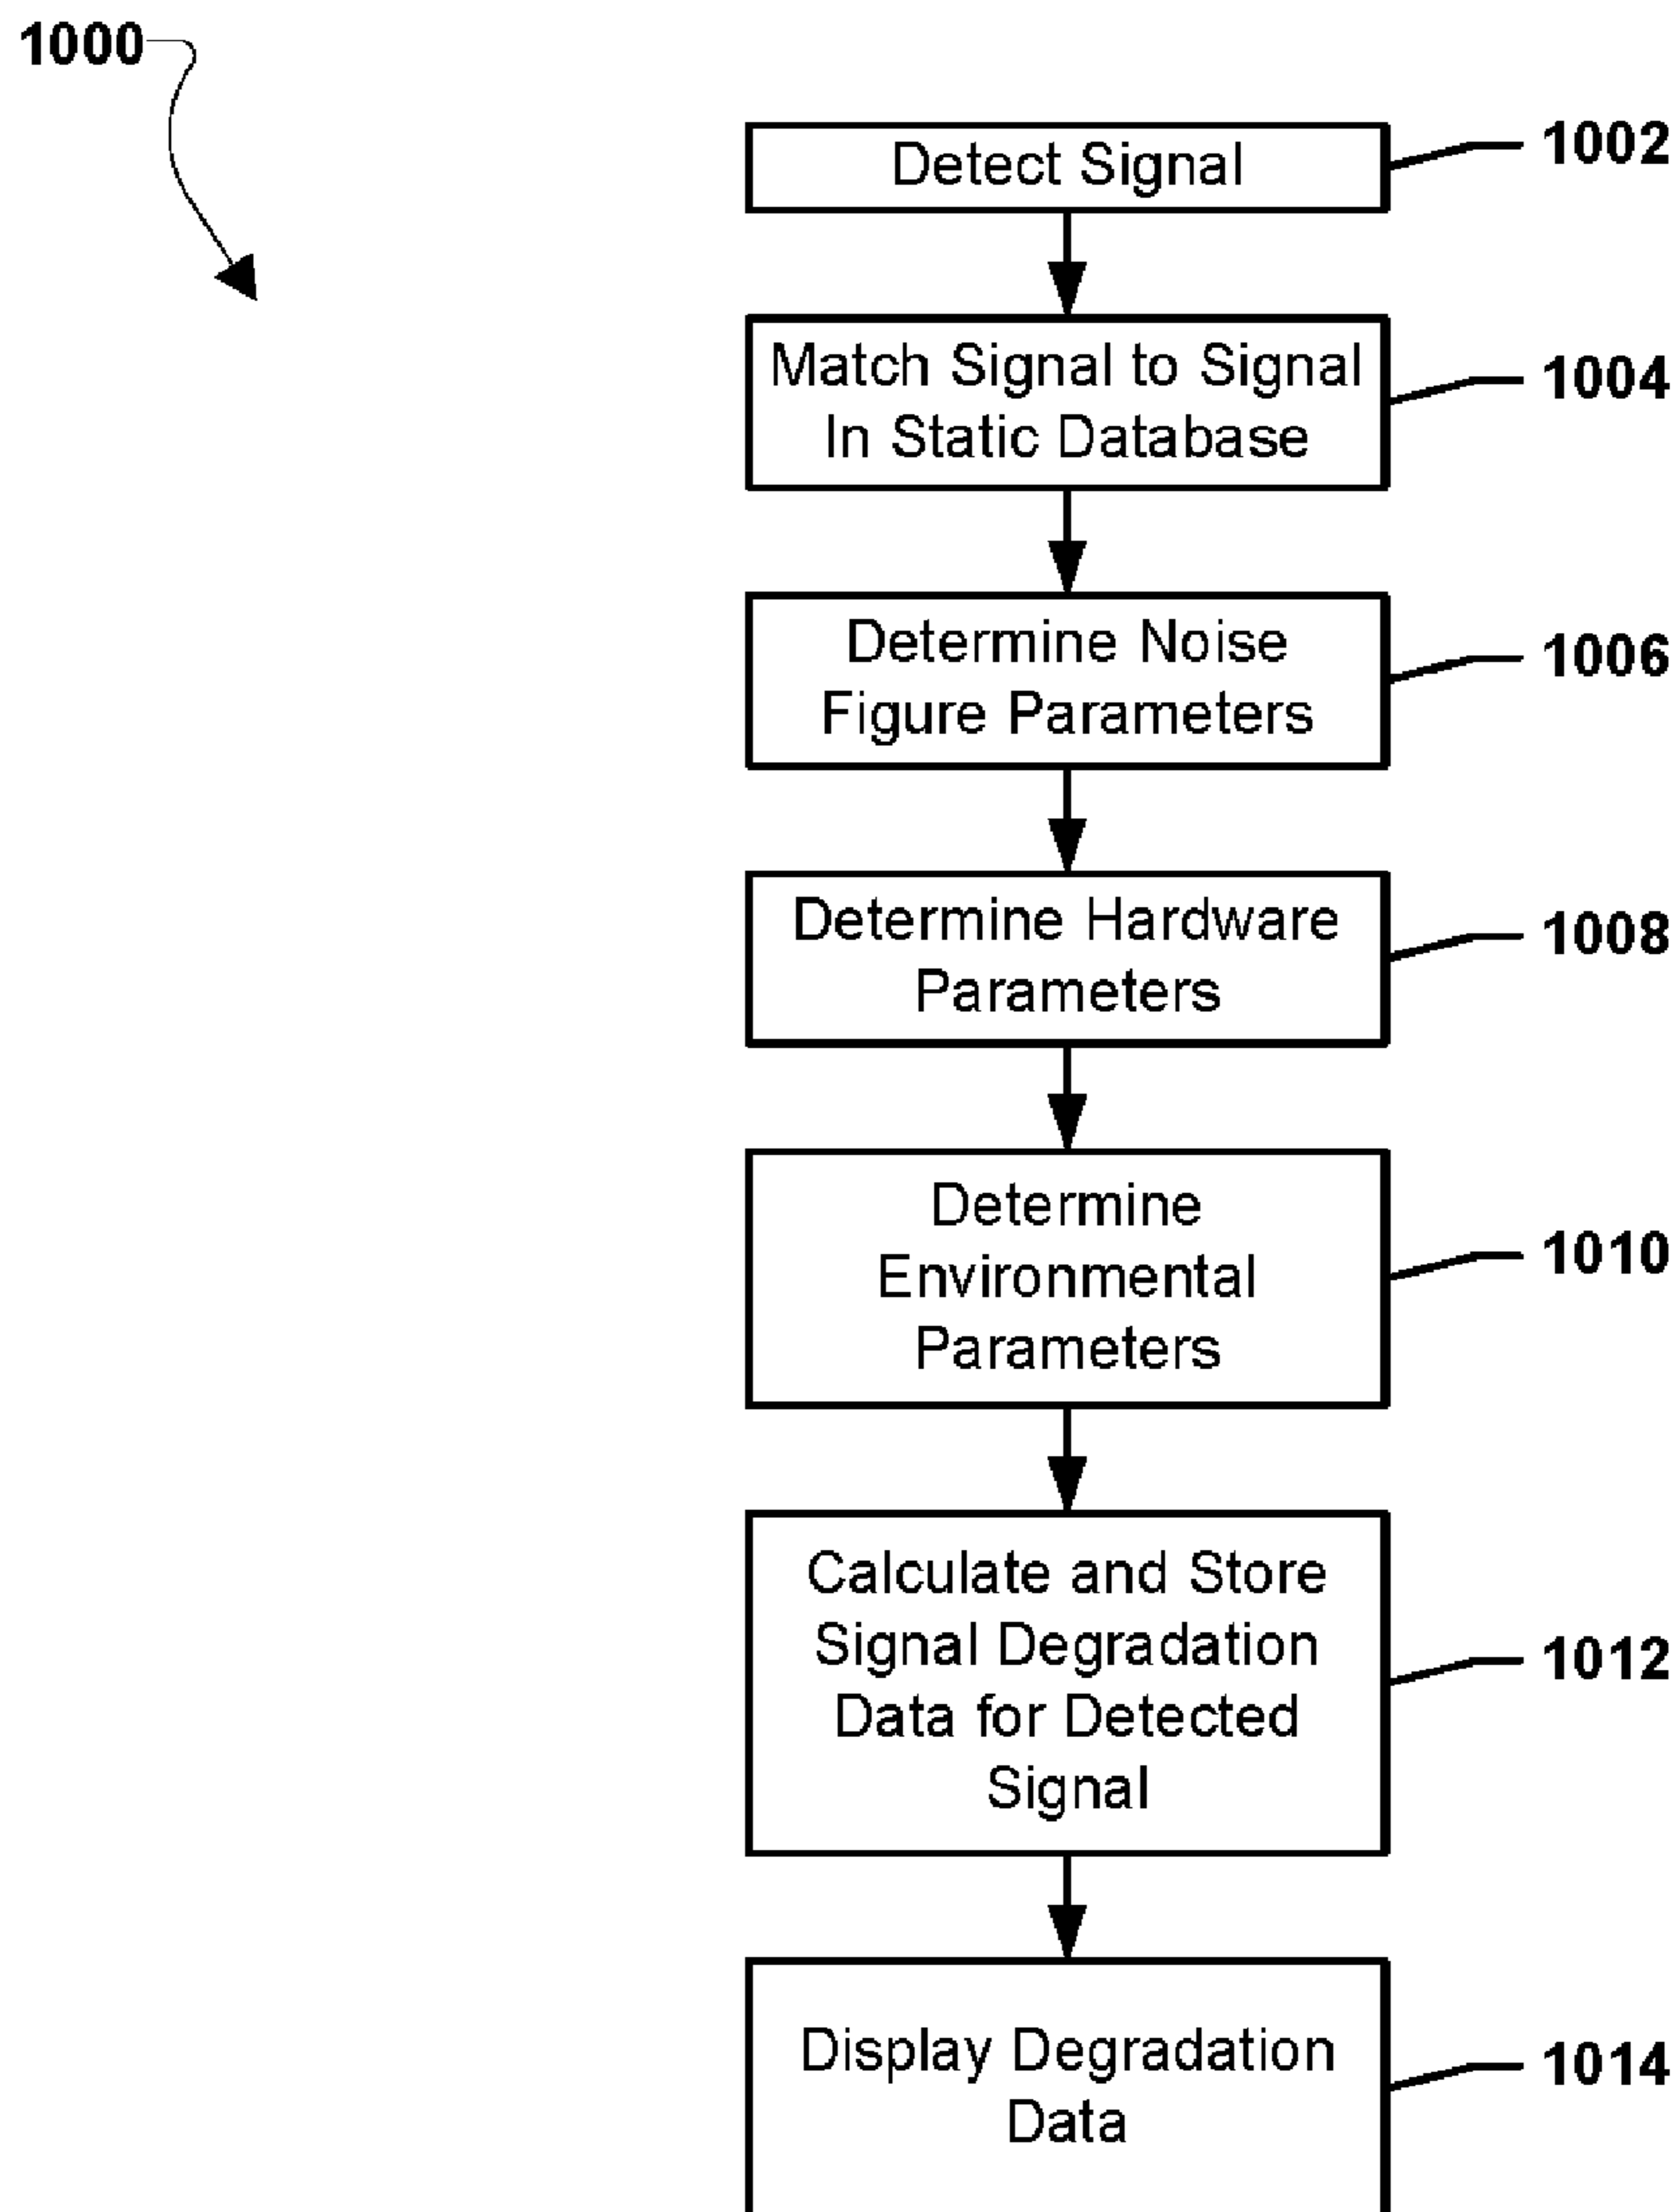 1000
Detect Signal
1002
Match Signal to Signal
In Static Database
1004
Determine Noise
Figure Parameters
1006
Determine Hardware
Parameters
1008
Determine
Environmental
Parameters
1010
Calculate and Store
Signal Degradation
Data for Detected
Signal
1012
Display Degradation
Data
1014